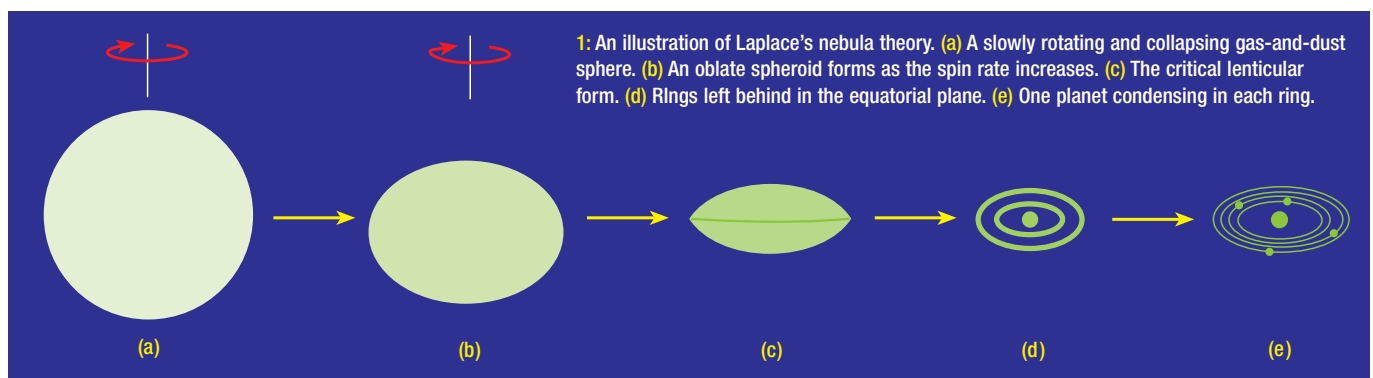 1: An illustration of Laplace's nebula theory. (a) A slowly rotating and collapsing gas-and-dust
sphere. (b) An oblate spheroid forms as the spin rate increases. (c) The critical lenticular
form. (d) RIngs left behind in the equatorial plane. (e) One planet condensing in each ring.
(a)
(b)
(c)
(d)
(e)